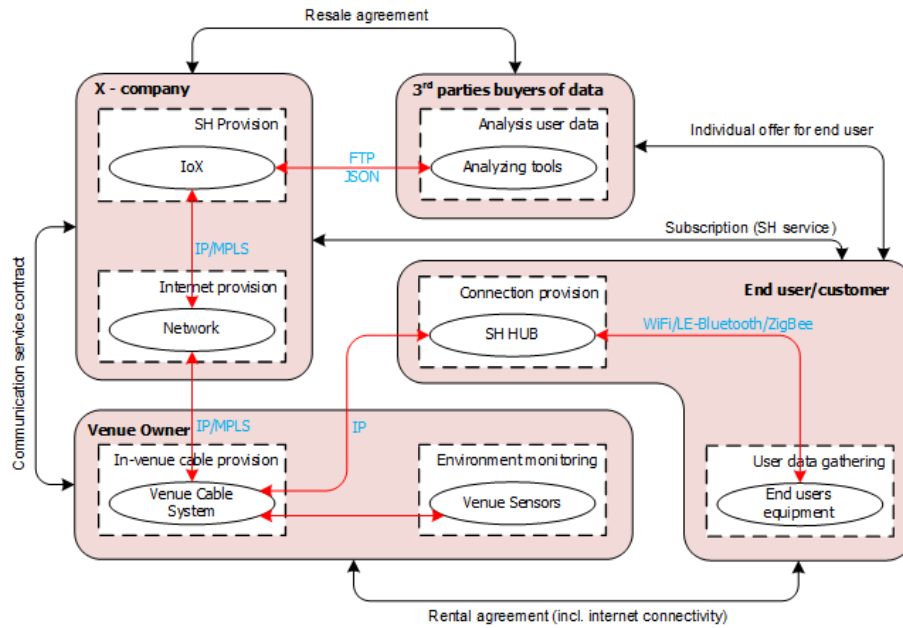 Resale agreement
X - company
3rd parties buyers of data
SH Provision
IoX
Analysis user data
Analyzing tools
FTP
JSON
Individual offer for end user
Subscription (SH service)
IP/MPLS
Internet provision
Network
Connection provision
SH HUB
End user/customer
WiFi/LE-Bluetooth/ZigBee
Communication service contract
IP/MPLS
IP
Venue Owner
In-venue cable provision
Venue Cable
System
Environment monitoring
Venue Sensors
User data gathering
End users
equipment
Rental agreement (incl. internet connectivity)